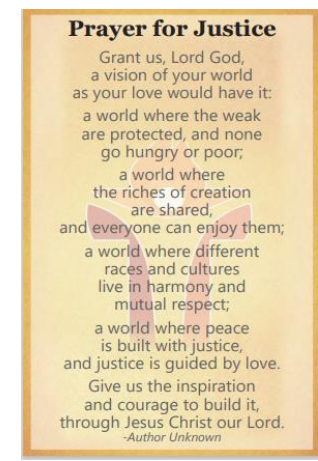 Prayer for Justice
Grant us, Lord God,
a vision of your world
as your love would have it:
a world where the weak
are protected, and none
go hungry or poor;
a world where
the riches of creation
are shared,
and everyone can enjoy them;
a world where different
races and cultures
live in harmony and
mutual respect;
a world where peace
is built with justice,
and justice is guided by love.
Give us the inspiration
and courage to build it,
through Jesus Christ our Lord.
-Author Unknown